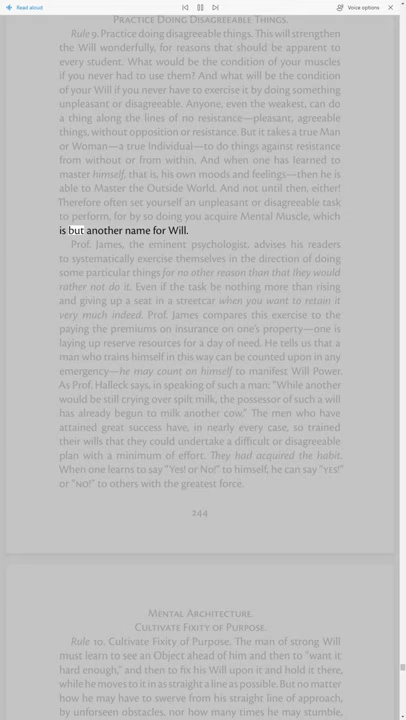 Read aloud
Voice options
PRACTICE DOING DISAGREEABLE THINGS.
Rule 9. Practice doing disagreeable things. This will strengthen
the Will wonderfully, for reasons that should be apparent to
every student. What would be the condition of your muscles
if you never had to use them? And what will be the condition
of your Will if you never have to exercise it by doing something
unpleasant or disagreeable. Anyone, even the weakest, can do
a thing along the lines of no resistance—pleasant, agreeable
things, without opposition or resistance. But it takes a true Man
or Woman—a true Individual—to do things against resistance
from without or from within. And when one has learned to
master himself, that is, his own moods and feelings—then he is
able to Master the Outside World. And not until then, either!
Therefore often set yourself an unpleasant or disagreeable task
to perform, for by so doing you acquire Mental Muscle, which
is but another name for Will.
Prof. James, the eminent psychologist, advises his readers
to systematically exercise themselves in the direction of doing
some particular things for no other reason than that they would
rather not do it. Even if the task be nothing more than rising
and giving up a seat in a streetcar when you want to retain it
very much indeed. Prof. James compares this exercise to the
paying the premiums on insurance on one's property—one is
laying up reserve resources for a day of need. He tells us that a
man who trains himself in this way can be counted upon in any
emergency—he may count on himself to manifest Will Power.
As Prof. Halleck says, in speaking of such a man: "While another
would be still crying over spilt milk, the possessor of such a will
has already begun to milk another cow." The men who have
attained great success have, in nearly every case, so trained
their wills that they could undertake a difficult or disagreeable
plan with a minimum of effort. They had acquired the habit.
When one learns to say "Yes! or No!" to himself, he can say "YES!"
or "NO!" to others with the greatest force.
244
MENTAL ARCHITECTURE.
CULTIVATE FIXITY OF PURPOSE.
Rule 10. Cultivate Fixity of Purpose. The man of strong Will
must learn to see an Object ahead of him and then to "want it
hard enough," and then to fix his Will upon it and hold it there,
while he moves to it in as straight a line as possible. But no matter
how he may have to swerve from his straight line of approach,
by unforseen obstacles, nor how many times he may stumble,